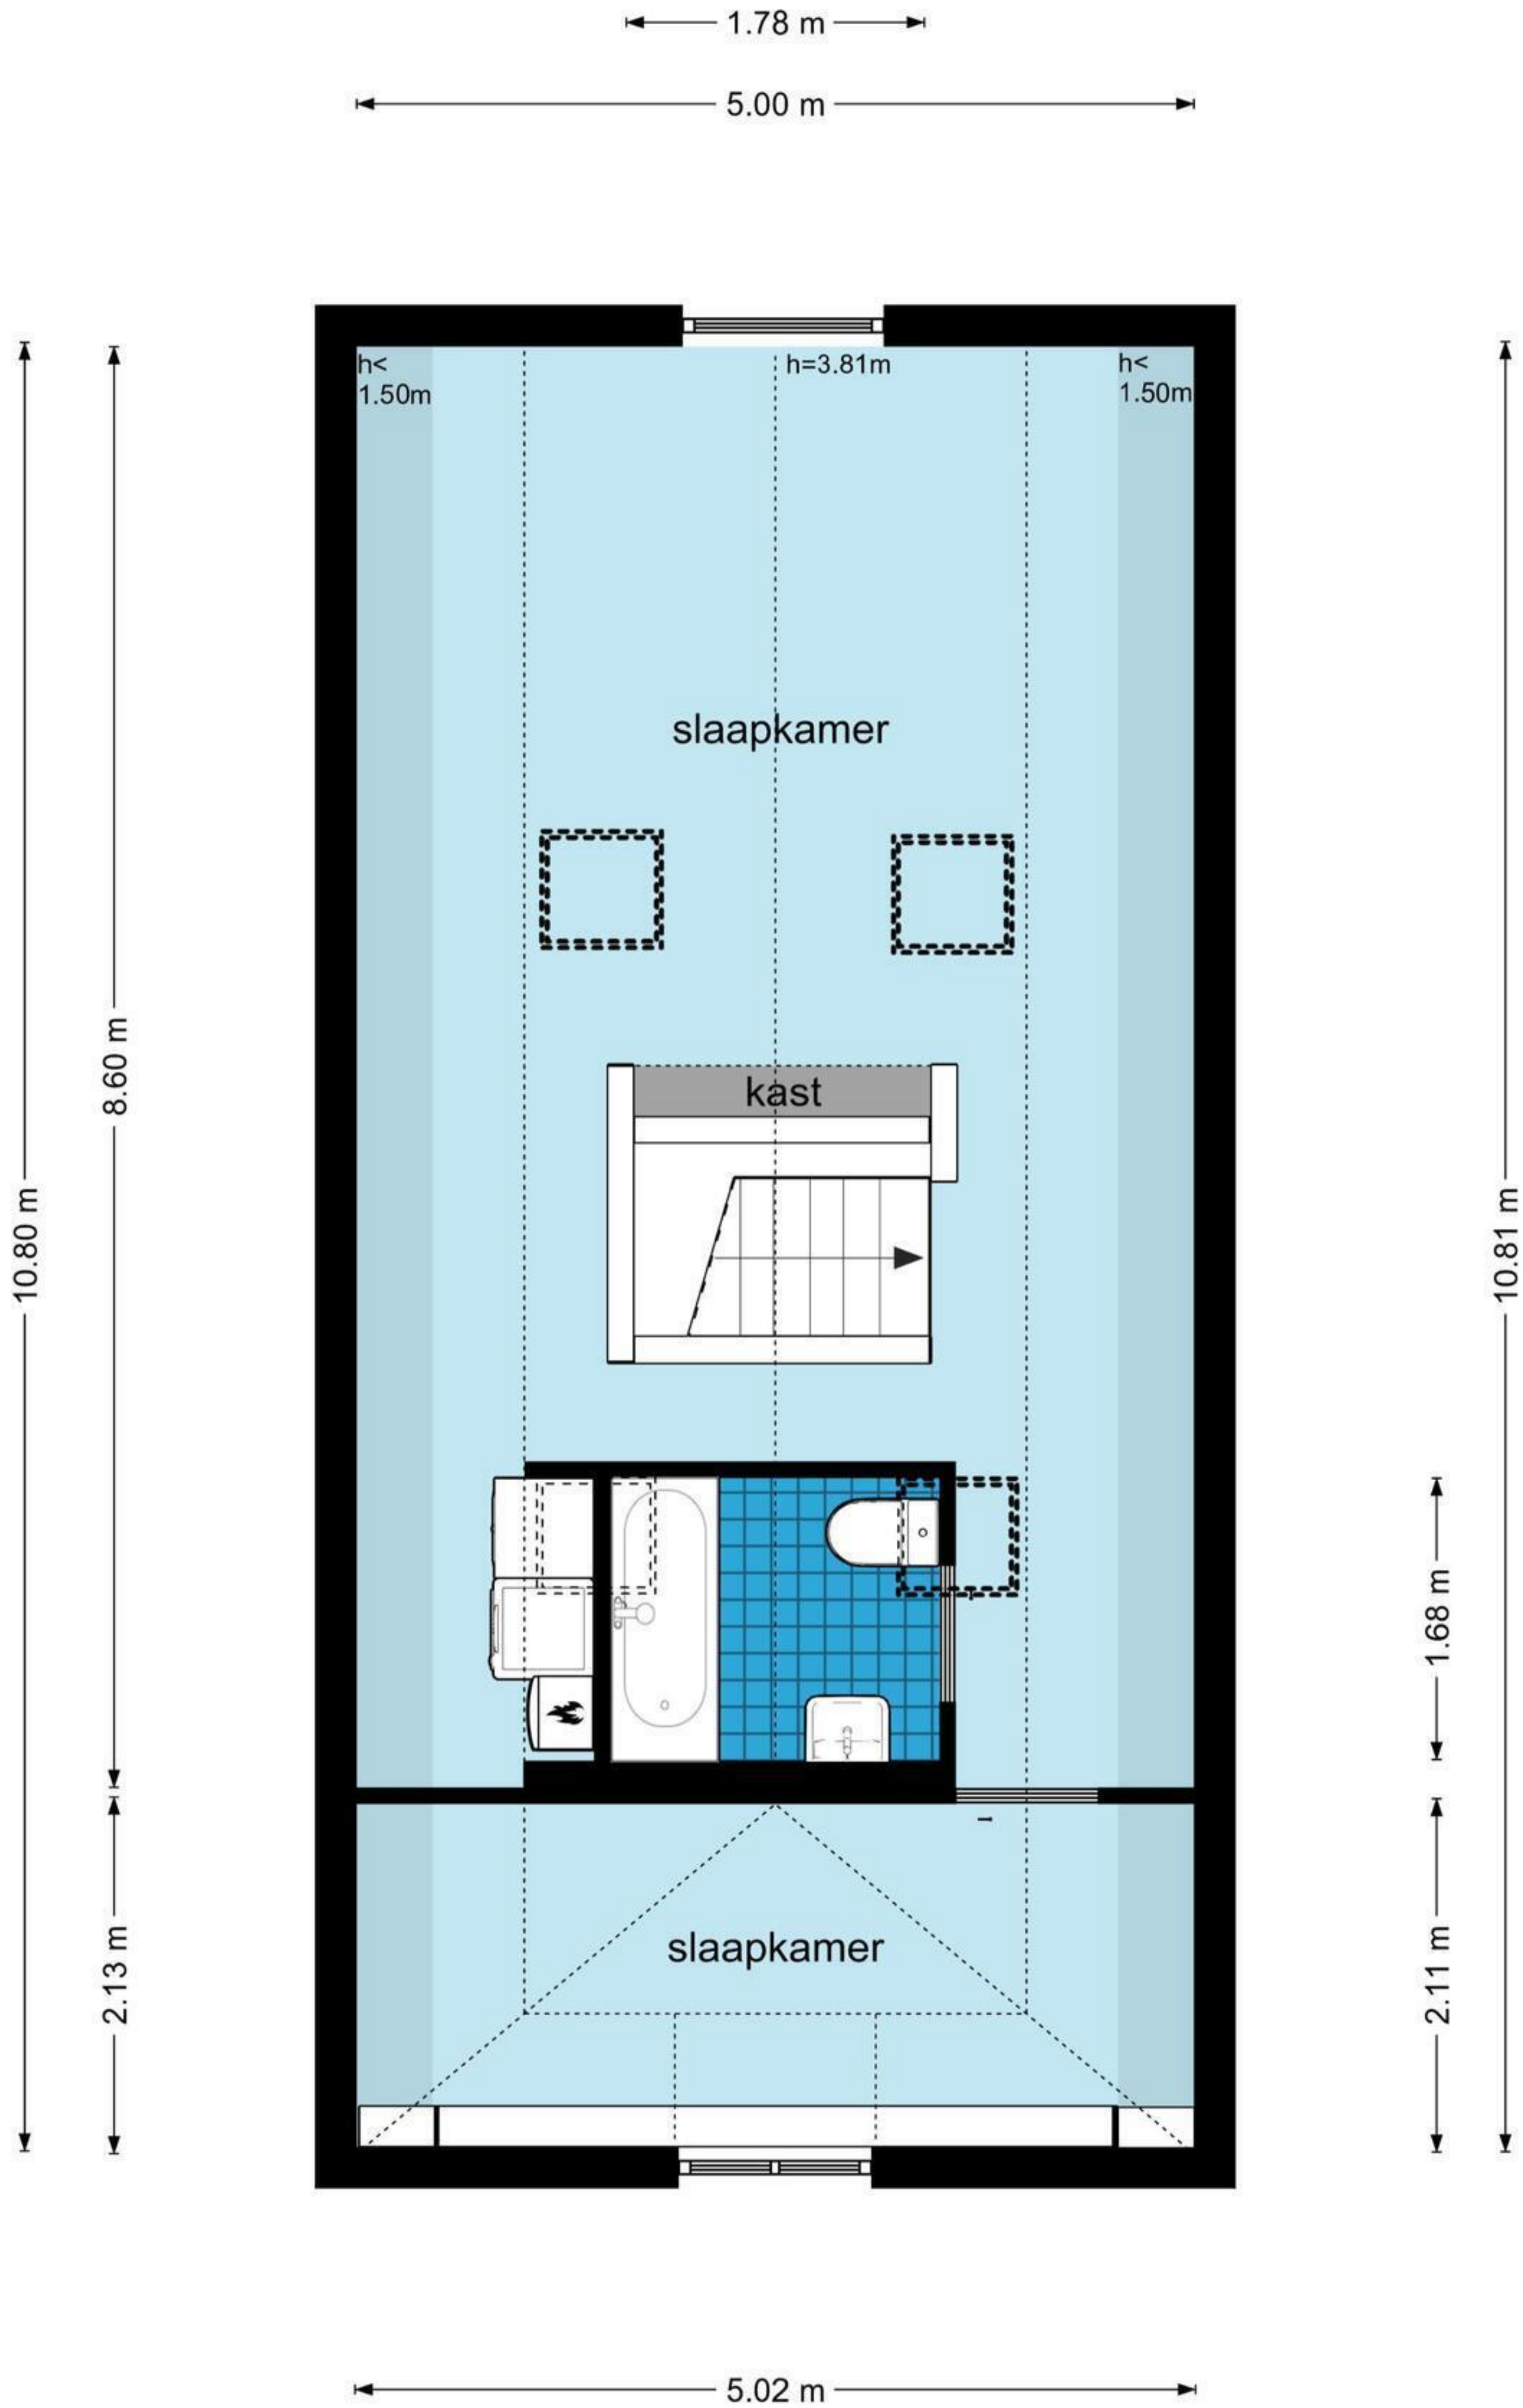 1.78 m
5.00 m
h<
1.50m
h=3.81m
h<
1.50m
slaapkamer
kast
8.60 m
10.80 m
10.81 m
1.68 m
slaapkamer
2.13 m
2.11 m
5.02 m